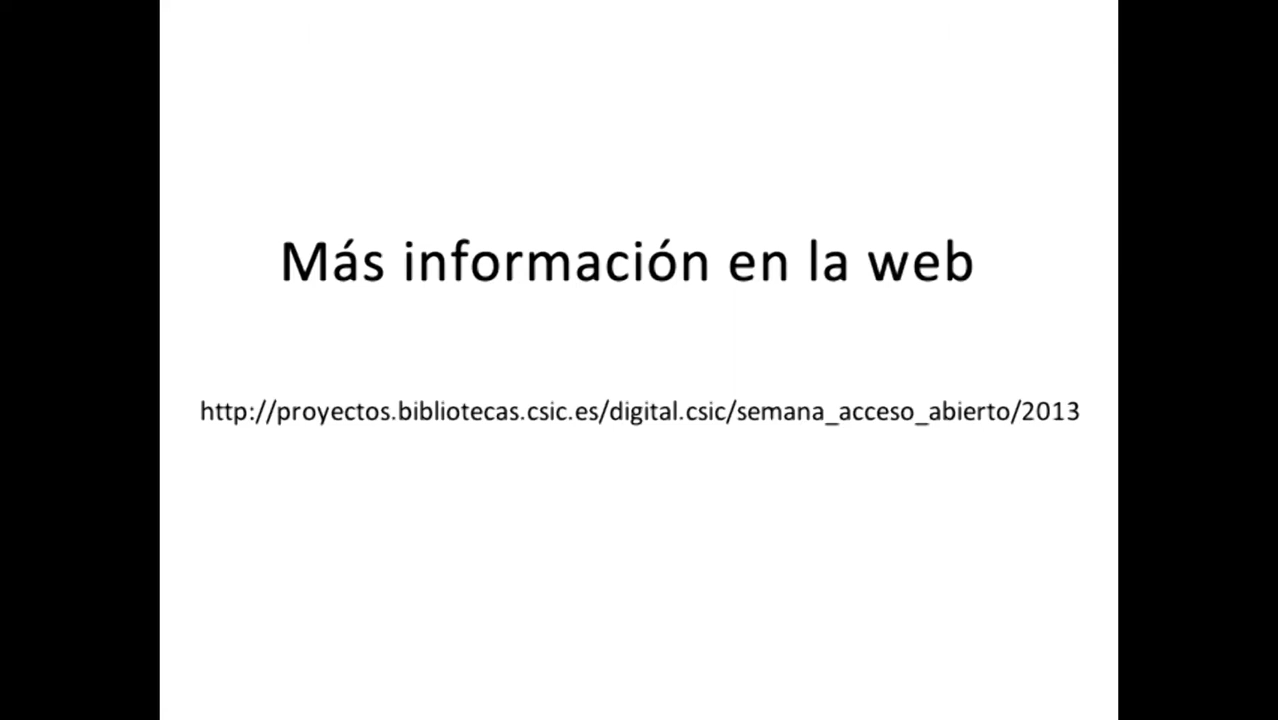 Más información en la web
http://proyectos.bibliotecas.csic.es/digital.csic/semana_acceso_abierto/2013